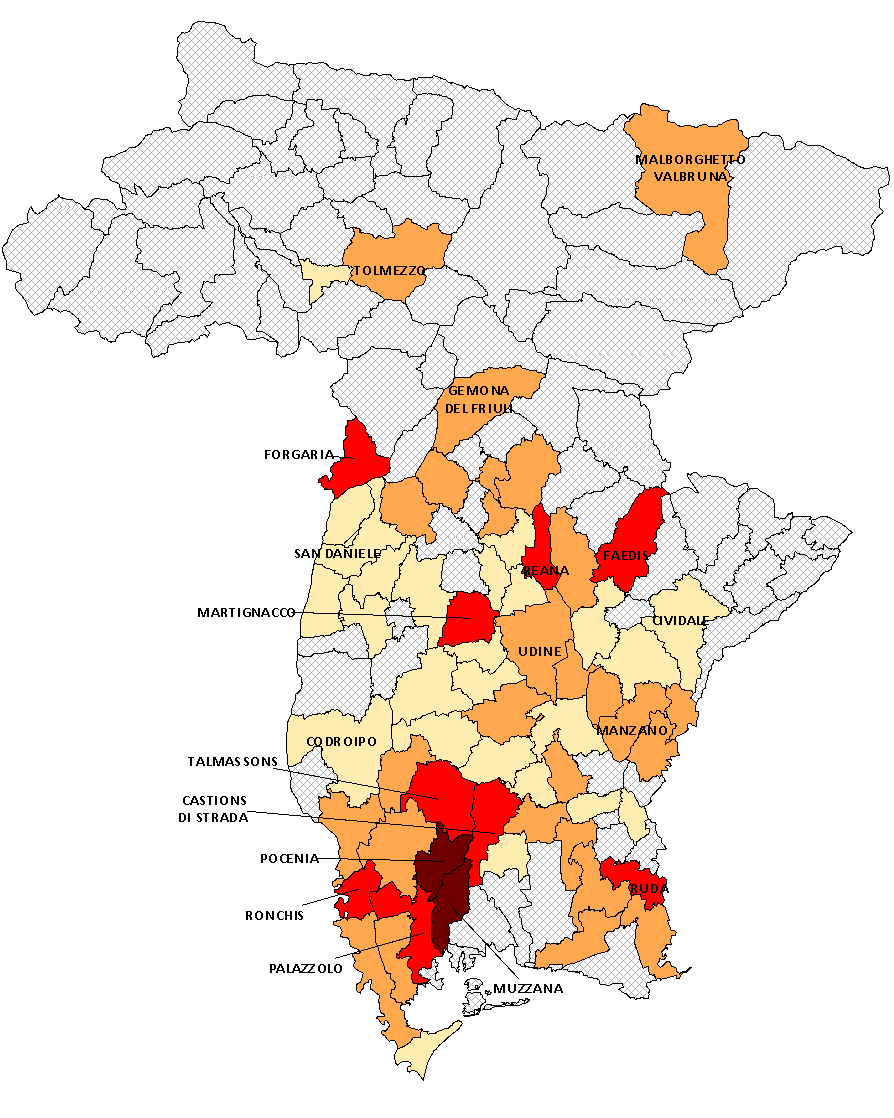 MALBORGHETTO
VALBRUNA
TOLMEZZO
GEMONA
DEL FRIULI
FORGARIA
SAN DANIELE
REANA
FAEDIS
MARTIGNACCO
CIVIDALE
UDINE
MANZANO
CODROIPO
TALMASSONS
CASTIONS
DI STRADA
POCENIA
RUDA
RONCHIS
PALAZZOLO
MUZZANA